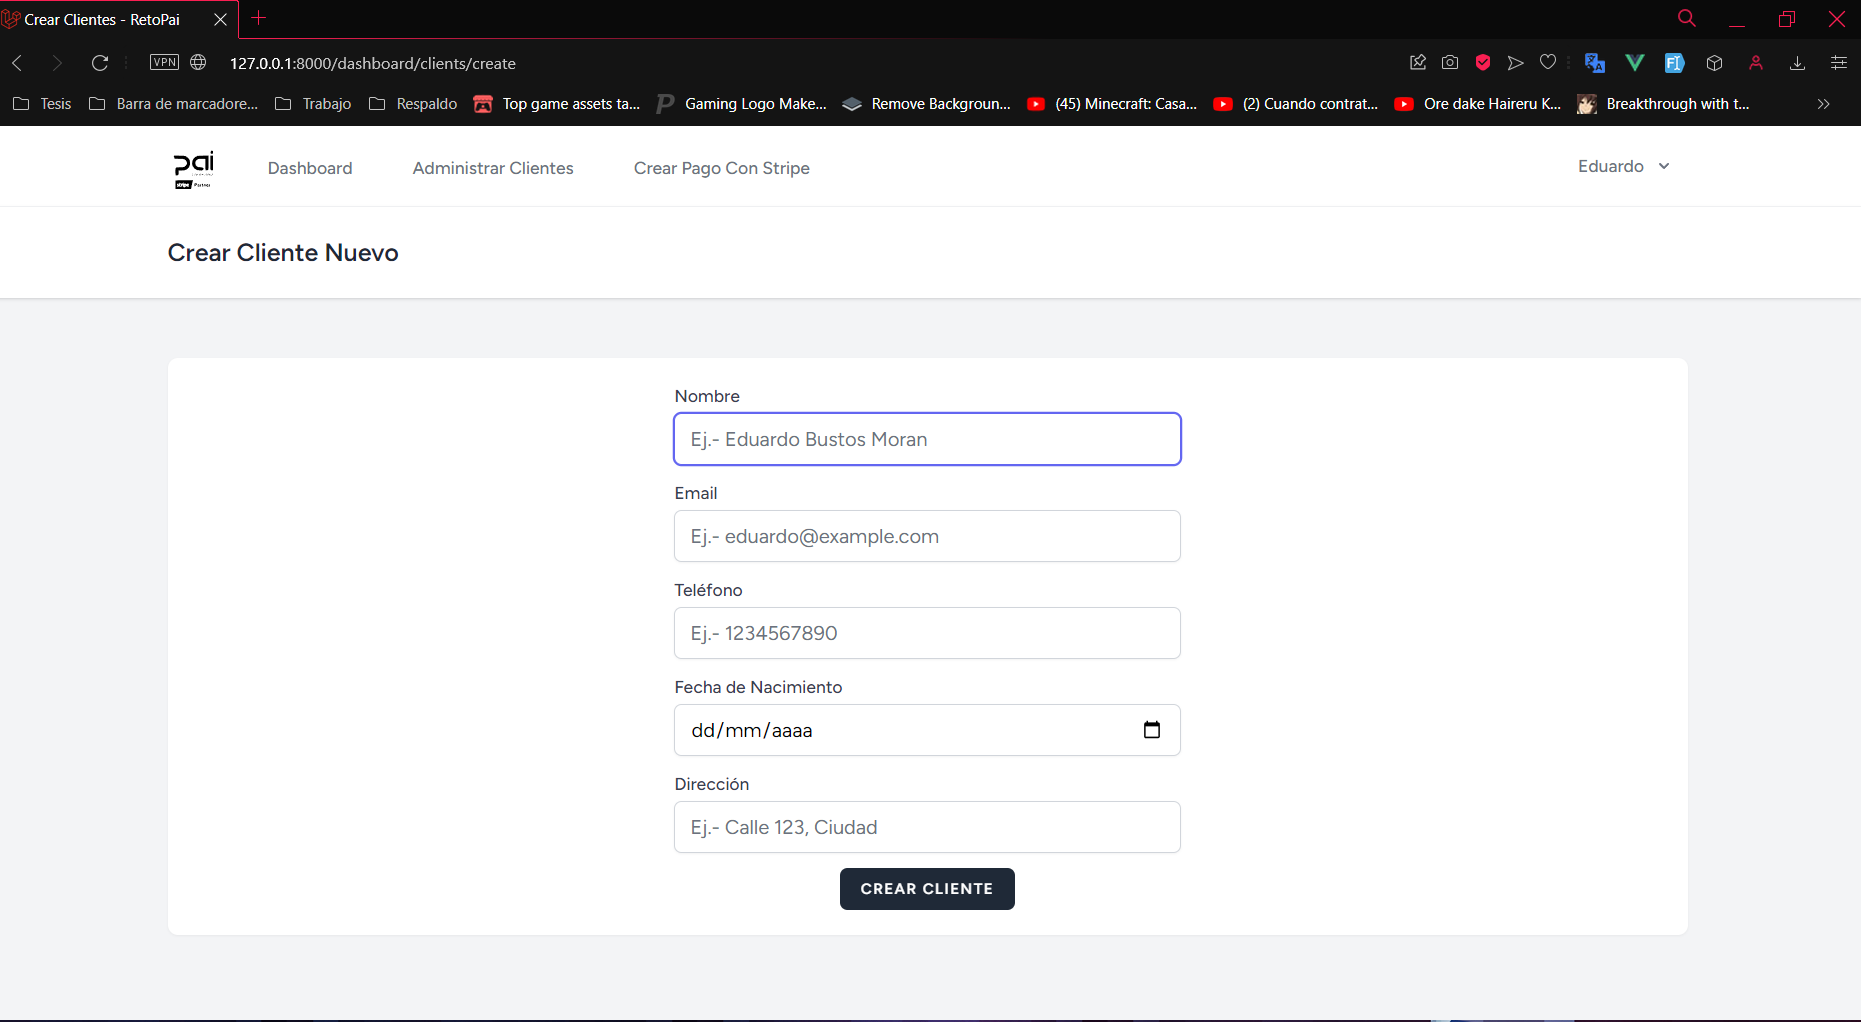 Crear Clientes - RetoPai
VPN 127.0.0.1:8000/dashboard/clients/create
Tesis Barra de marcadore... Trabajo Respaldo Top game assets ta... Gaming Logo Make... Remove Backgroun... (45) Minecraft: Casa... (2) Cuando contrat... Ore dake Haireru K... Breakthrough with t...
pai Dashboard Administrar Clientes Crear Pago Con Stripe Eduardo
stripe Partner
Crear Cliente Nuevo
Nombre
Ej.- Eduardo Bustos Moran
Email
Ej.- eduardo@example.com
Teléfono
Ej.- 1234567890
Fecha de Nacimiento
dd/mm/aaaa
Dirección
Ej.- Calle 123, Ciudad
CREAR CLIENTE